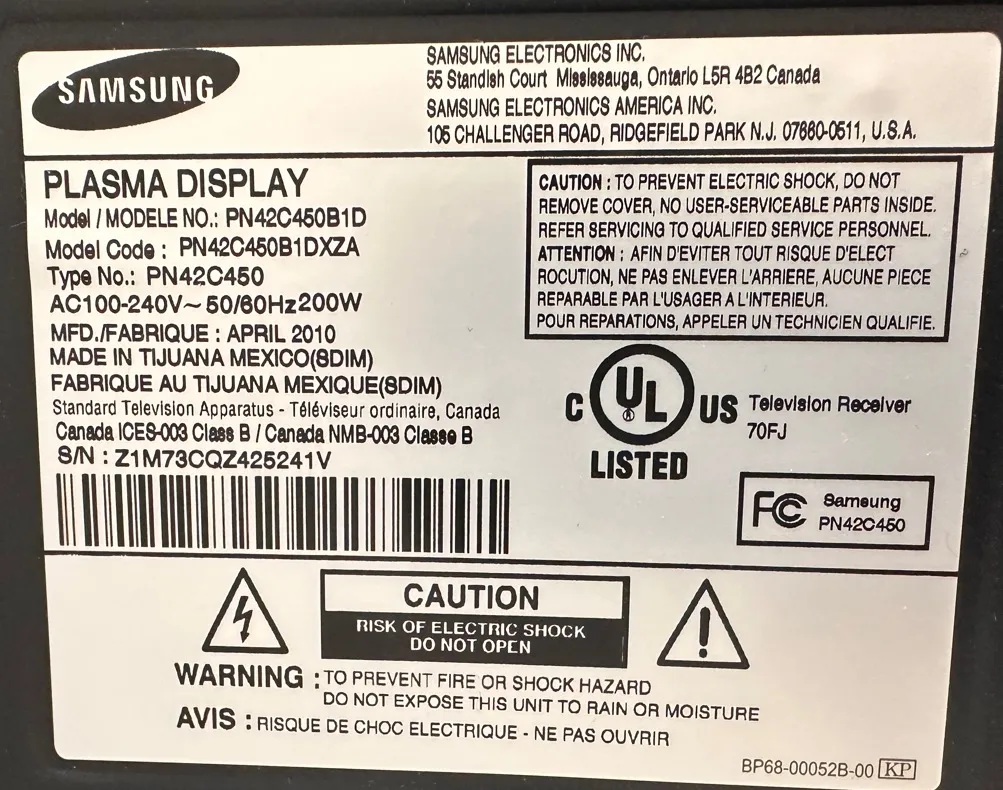 SAMSUNG
SAMSUNG ELECTRONICS INC.
55 Standish Court Mississauga, Ontario L5R 4B2 Canada
SAMSUNG ELECTRONICS AMERICA INC.
105 CHALLENGER ROAD, RIDGEFIELD PARK N.J. 07660-0511, U.S.A.
PLASMA DISPLAY
Model / MODELE NO.: PN42C450B1D
Model Code : PN42C450B1DXZA
Type No.: PN42C450
AC100-240V~ 50/60Hz 200W
MFD./FABRIQUE : APRIL 2010
MADE IN TIJUANA MEXICO(SDIM)
FABRIQUE AU TIJUANA MEXIQUE(SDIM)
Standard Television Apparatus - Téléviseur ordinaire, Canada
Canada ICES-003 Class B / Canada NMB-003 Classe B
S/N : Z1M73CQZ425241V
CAUTION : TO PREVENT ELECTRIC SHOCK, DO NOT
REMOVE COVER, NO USER-SERVICEABLE PARTS INSIDE.
REFER SERVICING TO QUALIFIED SERVICE PERSONNEL.
ATTENTION : AFIN D'EVITER TOUT RISQUE D'ELECT
ROCUTION, NE PAS ENLEVER L'ARRIERE, AUCUNE PIECE
REPARABLE PAR L'USAGER A L'INTERIEUR.
POUR REPARATIONS, APPELER UN TECHNICIEN QUALIFIE.
C UL US
LISTED
Television Receiver
70FJ
FC Samsung
PN42C450
CAUTION
RISK OF ELECTRIC SHOCK
DO NOT OPEN
WARNING : TO PREVENT FIRE OR SHOCK HAZARD
DO NOT EXPOSE THIS UNIT TO RAIN OR MOISTURE
AVIS : RISQUE DE CHOC ELECTRIQUE - NE PAS OUVRIR
BP68-00052B-00 KP